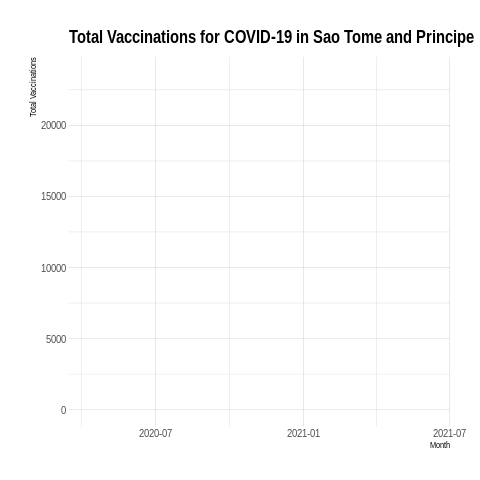 Total Vaccinations for COVID-19 in Sao Tome and Principe
Total Vaccinations
20000
15000
10000
5000
0
2020-07
2021-01
2021-07
Month